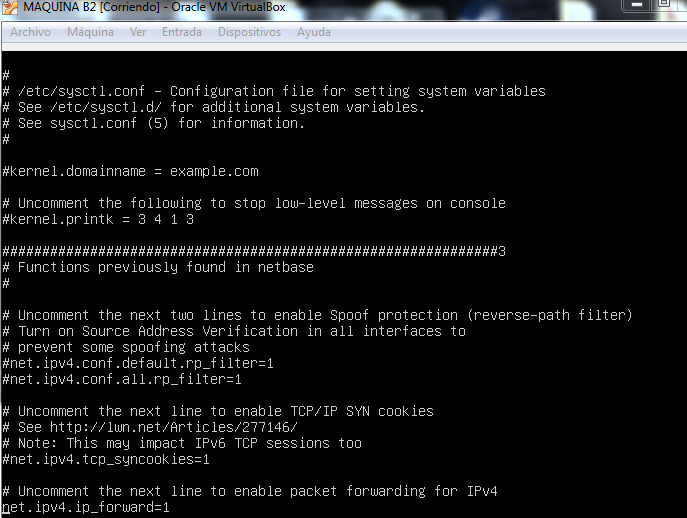 MAQUINA B2 [Corriendo] - Oracle VM VirtualBox
Archivo Máquina Ver Entrada Dispositivos Ayuda
#
# /etc/sysctl.conf - Configuration file for setting system variables
# See /etc/sysctl.d/ for additional system variables.
# See sysctl.conf (5) for information.
#
#kernel.domainname = example.com
# Uncomment the following to stop low-level messages on console
#kernel.printk = 3 4 1 3
##############################################################3
# Functions previously found in netbase
#
# Uncomment the next two lines to enable Spoof protection (reverse-path filter)
# Turn on Source Address Verification in all interfaces to
# prevent some spoofing attacks
#net.ipv4.conf.default.rp_filter=1
#net.ipv4.conf.all.rp_filter=1
# Uncomment the next line to enable TCP/IP SYN cookies
# See http://lwn.net/Articles/277146/
# Note: This may impact IPv6 TCP sessions too
#net.ipv4.tcp_syncookies=1
# Uncomment the next line to enable packet forwarding for IPv4
net.ipv4.ip_forward=1